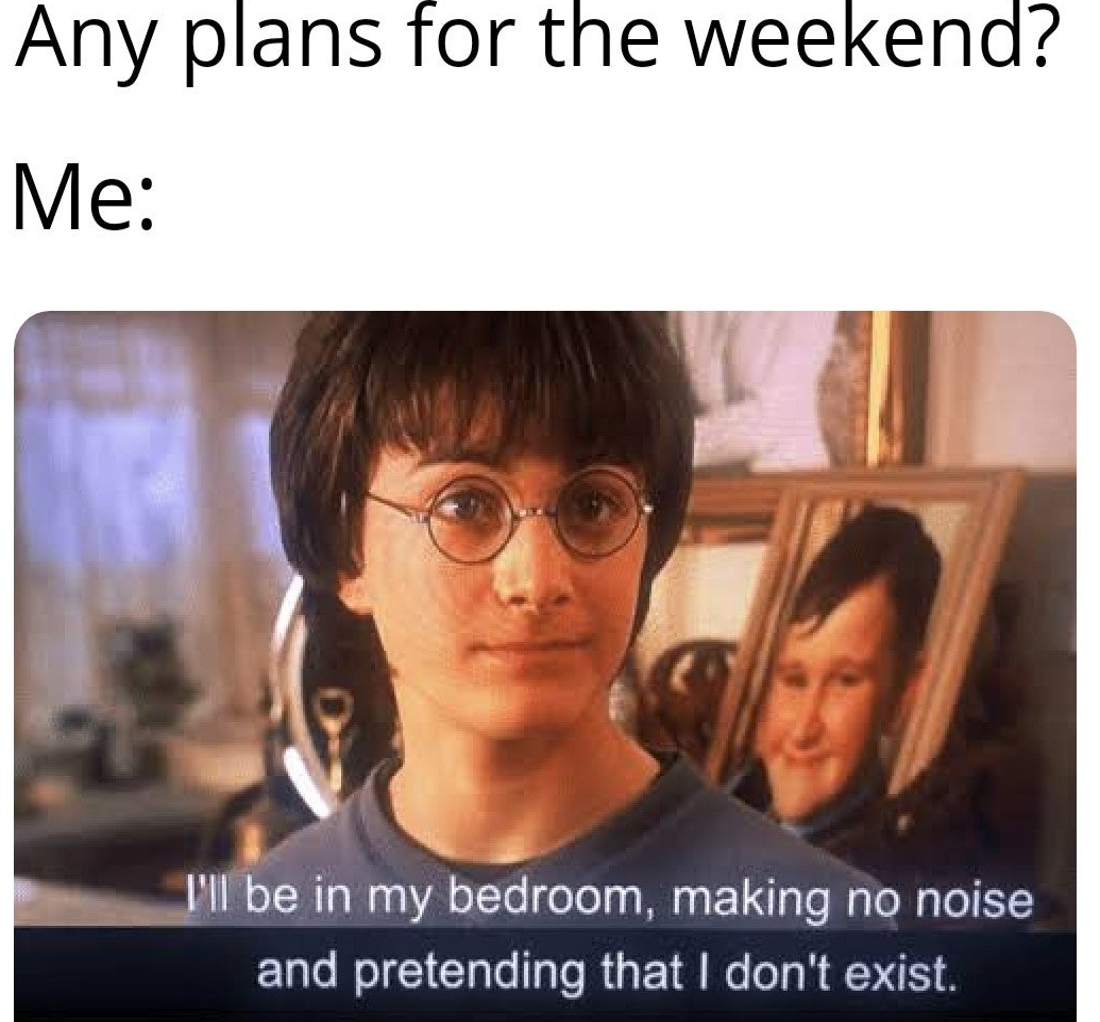 Any plans for the weekend?
Me:
I'll be in my bedroom, making no noise
and pretending that I don't exist.